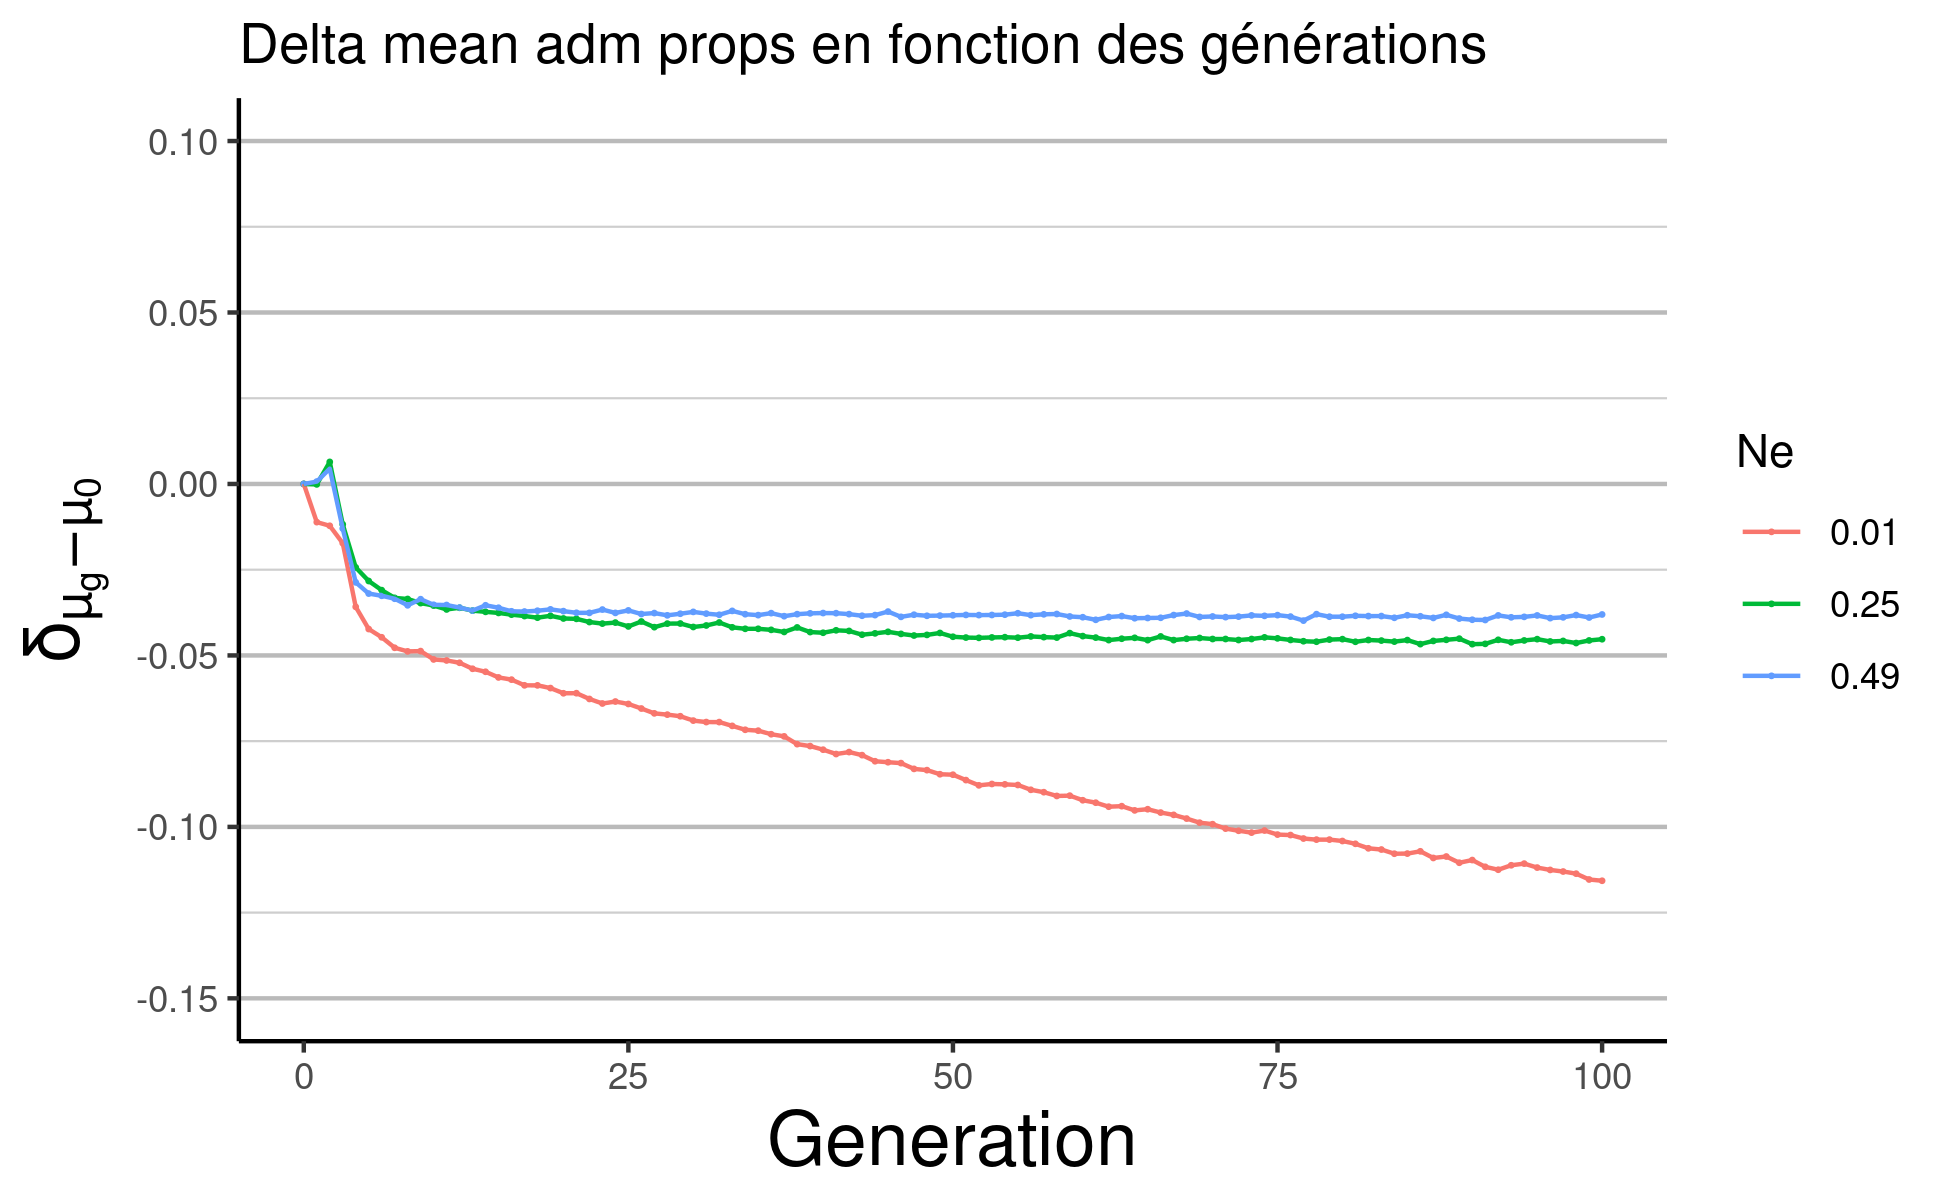 Delta mean adm props en fonction des générations
δμg−μ0
0.10
0.05
0.00
-0.05
-0.10
-0.15
0 25 50 75 100
Generation
Ne
0.01
0.25
0.49